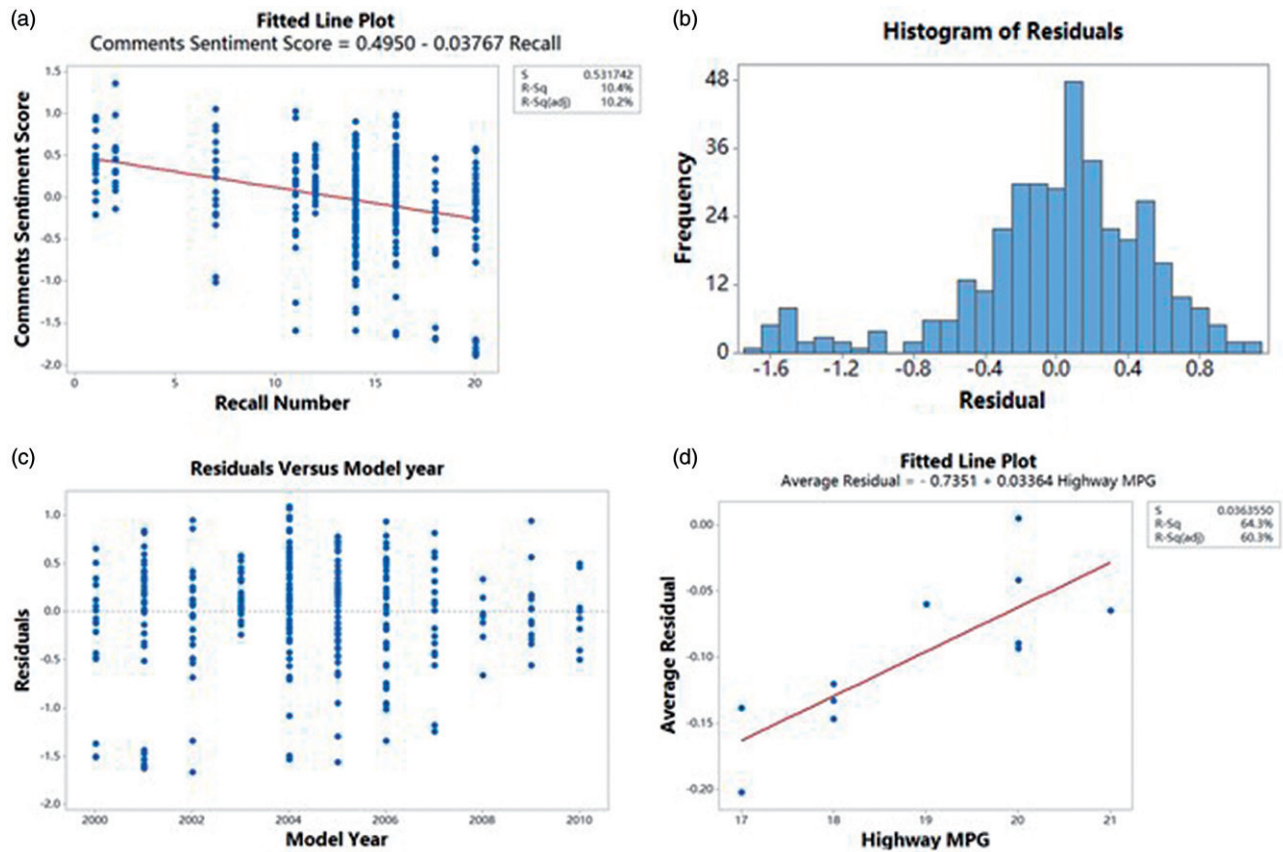 (a)
Fitted Line Plot
Comments Sentiment Score = 0.4950 - 0.03767 Recall
S 0.531742
R-Sq 10.4%
R-Sq(adj) 10.2%
Comments Sentiment Score
1.5
1.0
0.5
0.0
-0.5
-1.0
-1.5
-2.0
0 5 10 15 20
Recall Number
(b)
Histogram of Residuals
Frequency
48
36
24
12
0
-1.6 -1.2 -0.8 -0.4 0.0 0.4 0.8
Residual
(c)
Residuals Versus Model year
Residuals
1.0
0.5
0.0
-0.5
-1.0
-1.5
-2.0
2000 2002 2004 2006 2008 2010
Model Year
(d)
Fitted Line Plot
Average Residual = - 0.7351 + 0.03364 Highway MPG
S 0.0363550
R-Sq 64.3%
R-Sq(adj) 60.3%
Average Residual
0.00
-0.05
-0.10
-0.15
-0.20
17 18 19 20 21
Highway MPG